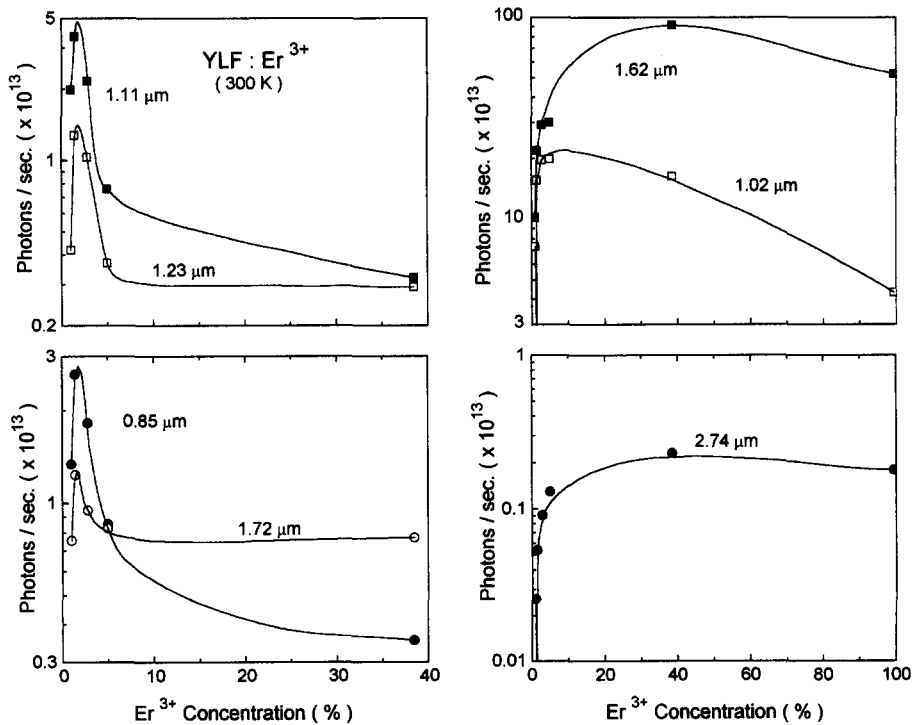 5
YLF : Er 3+
( 300 K )
1.11 μm
1
1.23 μm
0.2
Photons / sec. ( x 10^13 )
100
1.62 μm
10
1.02 μm
3
Photons / sec. ( x 10^13 )
3
0.85 μm
1
1.72 μm
0.3
0 10 20 30 40
Photons / sec. ( x 10^13 )
Er 3+ Concentration ( % )
1
2.74 μm
0.1
0.01
0 20 40 60 80 100
Photons / sec. ( x 10^13 )
Er 3+ Concentration ( % )